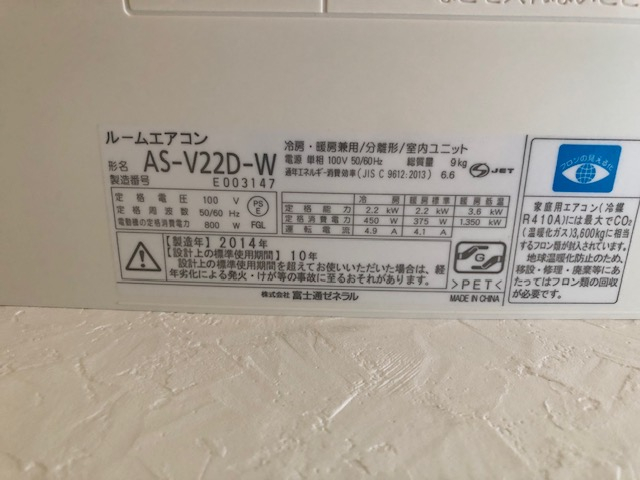 ルームエアコン
形名 AS-V22D-W
製造番号 E003147
定格電圧 100 V
定格周波数 50/60 Hz
電動機の定格消費電力 800 W
PS
E
FGL
冷房・暖房兼用/分離形/室内ユニット
電源 単相 100V 50/60Hz 総質量 9kg
通年エネルギー消費効率(JIS C 9612:2013) 6.6
JET
冷房 暖房標準 暖房低温
定格能力 2.2 kW 2.2 kW 3.6 kW
定格消費電力 450 W 375 W 1,350 kW
運転電流 4.9 A 4.1 A
【製造年】2014年
【設計上の標準使用期間】10年
設計上の標準使用期間を超えてお使いいただいた場合は、経
年劣化による発火・けが等の事故に至るおそれがあります。
G
>PET<
株式会社 富士通ゼネラル
MADE IN CHINA
フロンの見える化
家庭用エアコン(冷媒
R410A)には最大でCO₂
(温暖化ガス)3,600kgに相当
するフロン類が封入されています。
地球温暖化防止のため、
移設・修理・廃棄等にあ
たってはフロン類の回収
が必要です。